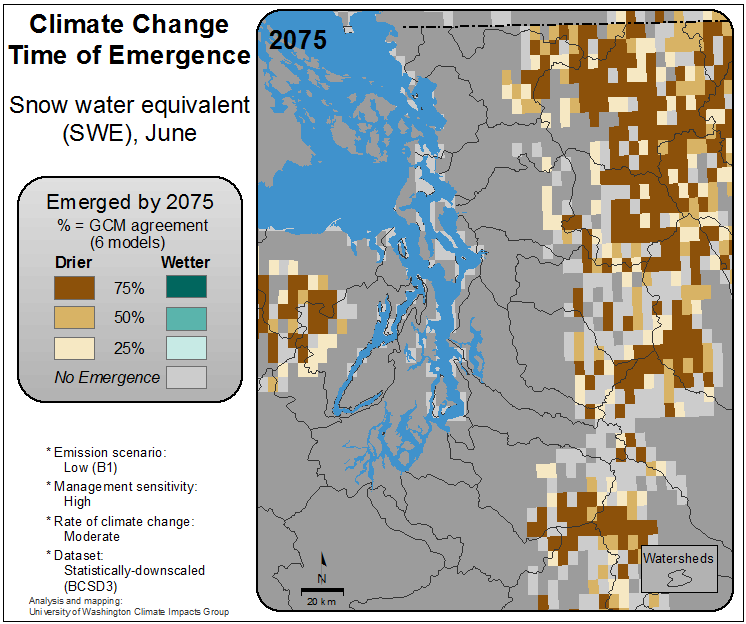 Climate Change
Time of Emergence
Snow water equivalent
(SWE), June
Emerged by 2075
% = GCM agreement
(6 models)
Drier Wetter
75%
50%
25%
No Emergence
* Emission scenario:
Low (B1)
* Management sensitivity:
High
* Rate of climate change:
Moderate
* Dataset:
Statistically-downscaled
(BCSD3)
Analysis and mapping:
University of Washington Climate Impacts Group
2075
N
20 km
Watersheds